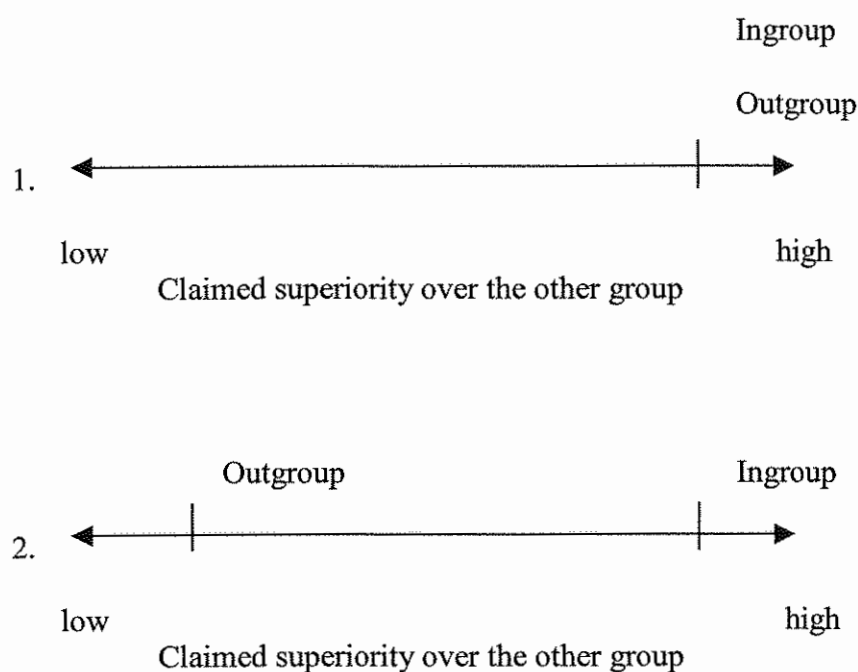 Ingroup
Outgroup
1.
low high
Claimed superiority over the other group
Outgroup Ingroup
2.
low high
Claimed superiority over the other group